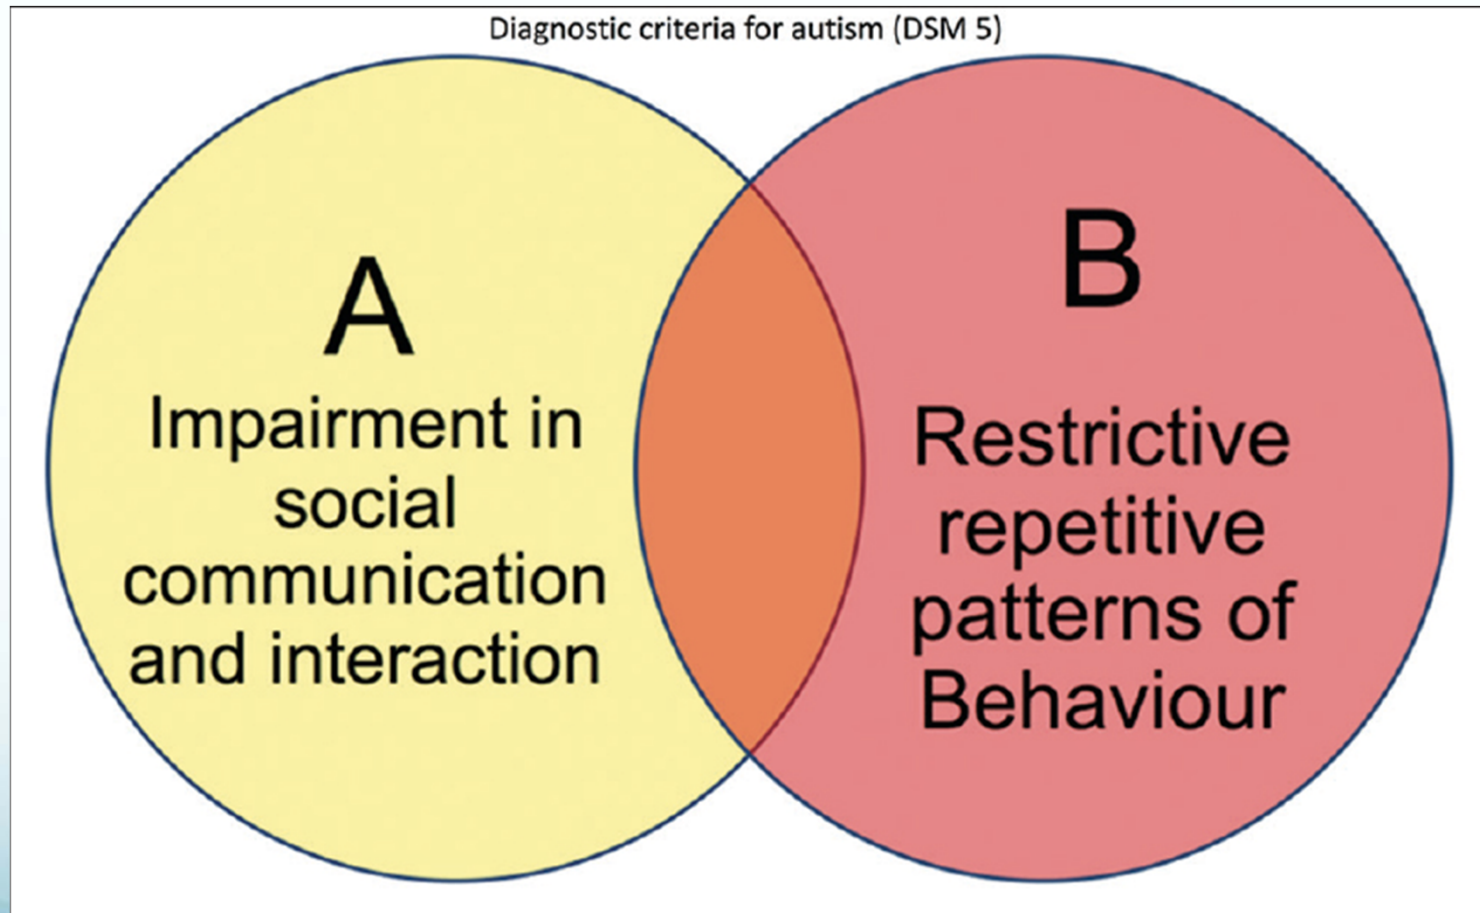 Diagnostic criteria for autism (DSM 5)
A
Impairment in
social
communication
and interaction
B
Restrictive
repetitive
patterns of
Behaviour